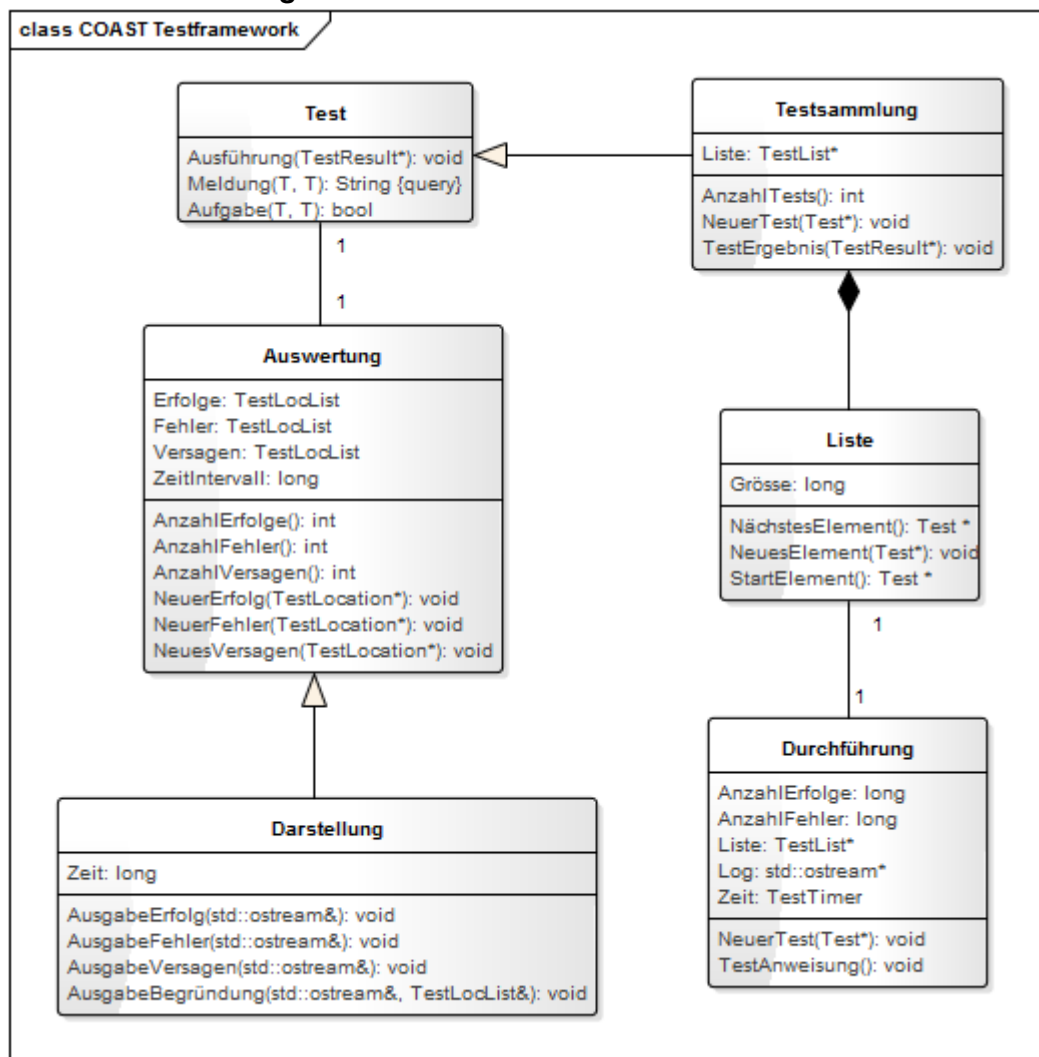 class COAST Testframework
Test
Ausführung(TestResult*): void
Meldung(T, T): String {query}
Aufgabe(T, T): bool
Testsammlung
Liste: TestList*
AnzahlTests(): int
NeuerTest(Test*): void
TestErgebnis(TestResult*): void
1
1
Auswertung
Erfolge: TestLocList
Fehler: TestLocList
Versagen: TestLocList
ZeitIntervall: long
AnzahlErfolge(): int
AnzahlFehler(): int
AnzahlVersagen(): int
NeuerErfolg(TestLocation*): void
NeuerFehler(TestLocation*): void
NeuesVersagen(TestLocation*): void
Liste
Grösse: long
NächstesElement(): Test *
NeuesElement(Test*): void
StartElement(): Test *
1
1
Darstellung
Zeit: long
AusgabeErfolg(std::ostream&): void
AusgabeFehler(std::ostream&): void
AusgabeVersagen(std::ostream&): void
AusgabeBegründung(std::ostream&, TestLocList&): void
Durchführung
AnzahlErfolge: long
AnzahlFehler: long
Liste: TestList*
Log: std::ostream*
Zeit: TestTimer
NeuerTest(Test*): void
TestAnweisung(): void